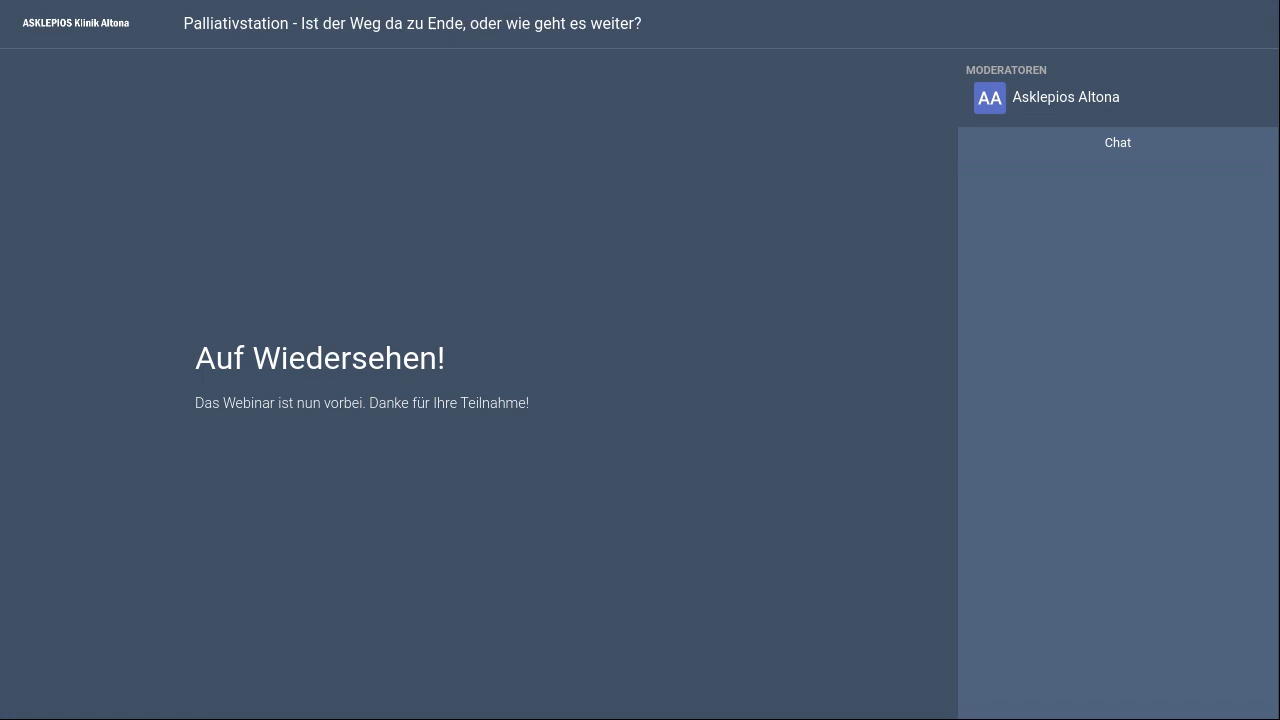 ASKLEPIOS Klinik Altona
Palliativstation - Ist der Weg da zu Ende, oder wie geht es weiter?
MODERATOREN
AA
Asklepios Altona
Chat
Auf Wiedersehen!
Das Webinar ist nun vorbei. Danke für Ihre Teilnahme!